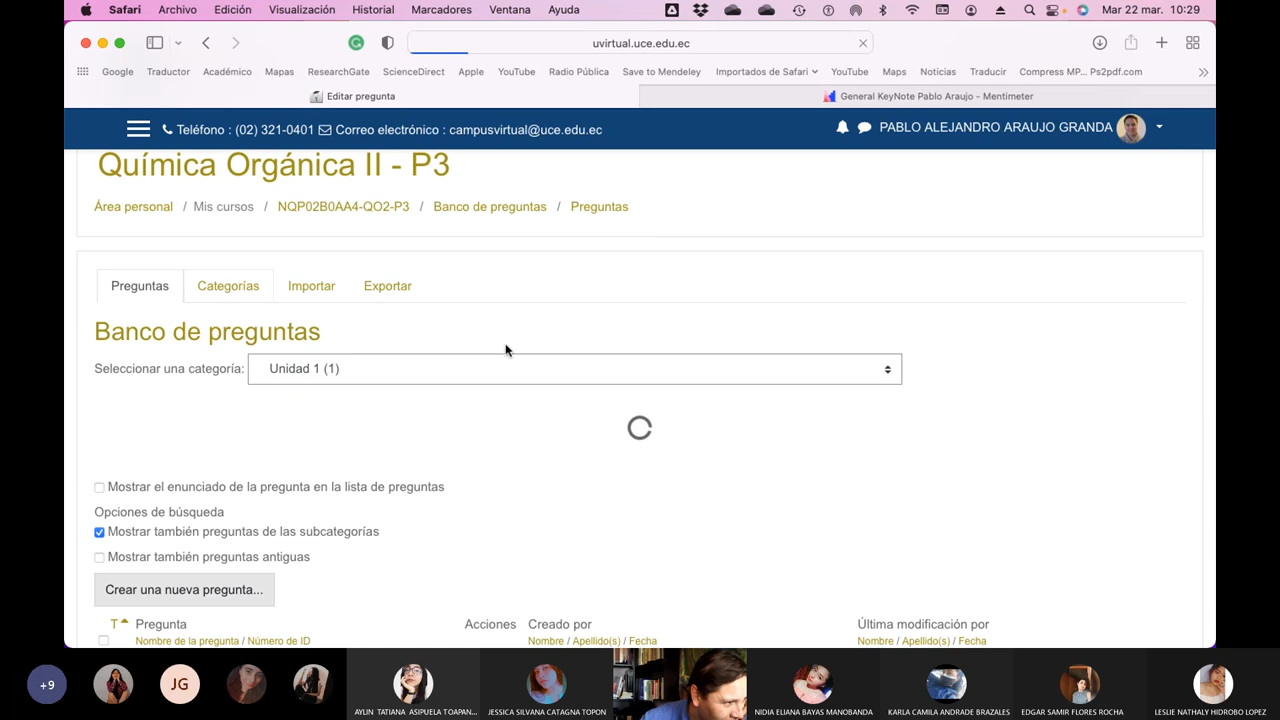 Safari Archivo Edición Visualización Historial Marcadores Ventana Ayuda Mar 22 mar. 10:29
uvirtual.uce.edu.ec
Google Traductor Académico Mapas ResearchGate ScienceDirect Apple YouTube Radio Pública Save to Mendeley Importados de Safari YouTube Maps Noticias Traducir Compress MP... Ps2pdf.com
Editar pregunta General KeyNote Pablo Araujo - Mentimeter
Teléfono : (02) 321-0401 Correo electrónico : campusvirtual@uce.edu.ec PABLO ALEJANDRO ARAUJO GRANDA
Química Orgánica II - P3
Área personal / Mis cursos / NQP02B0AA4-QO2-P3 / Banco de preguntas / Preguntas
Preguntas Categorías Importar Exportar
Banco de preguntas
Seleccionar una categoría: Unidad 1 (1)
Mostrar el enunciado de la pregunta en la lista de preguntas
Opciones de búsqueda
Mostrar también preguntas de las subcategorías
Mostrar también preguntas antiguas
Crear una nueva pregunta...
T Pregunta Acciones Creado por Última modificación por
Nombre de la pregunta / Número de ID Nombre / Apellido(s) / Fecha Nombre / Apellido(s) / Fecha
+9 JG
AYLIN TATIANA ASIPUELA TOAPAN... JESSICA SILVANA CATAGNA TOPON NIDIA ELIANA BAYAS MANOBANDA KARLA CAMILA ANDRADE BRAZALES EDGAR SAMIR FLORES ROCHA LESLIE NATHALY HIDROBO LOPEZ